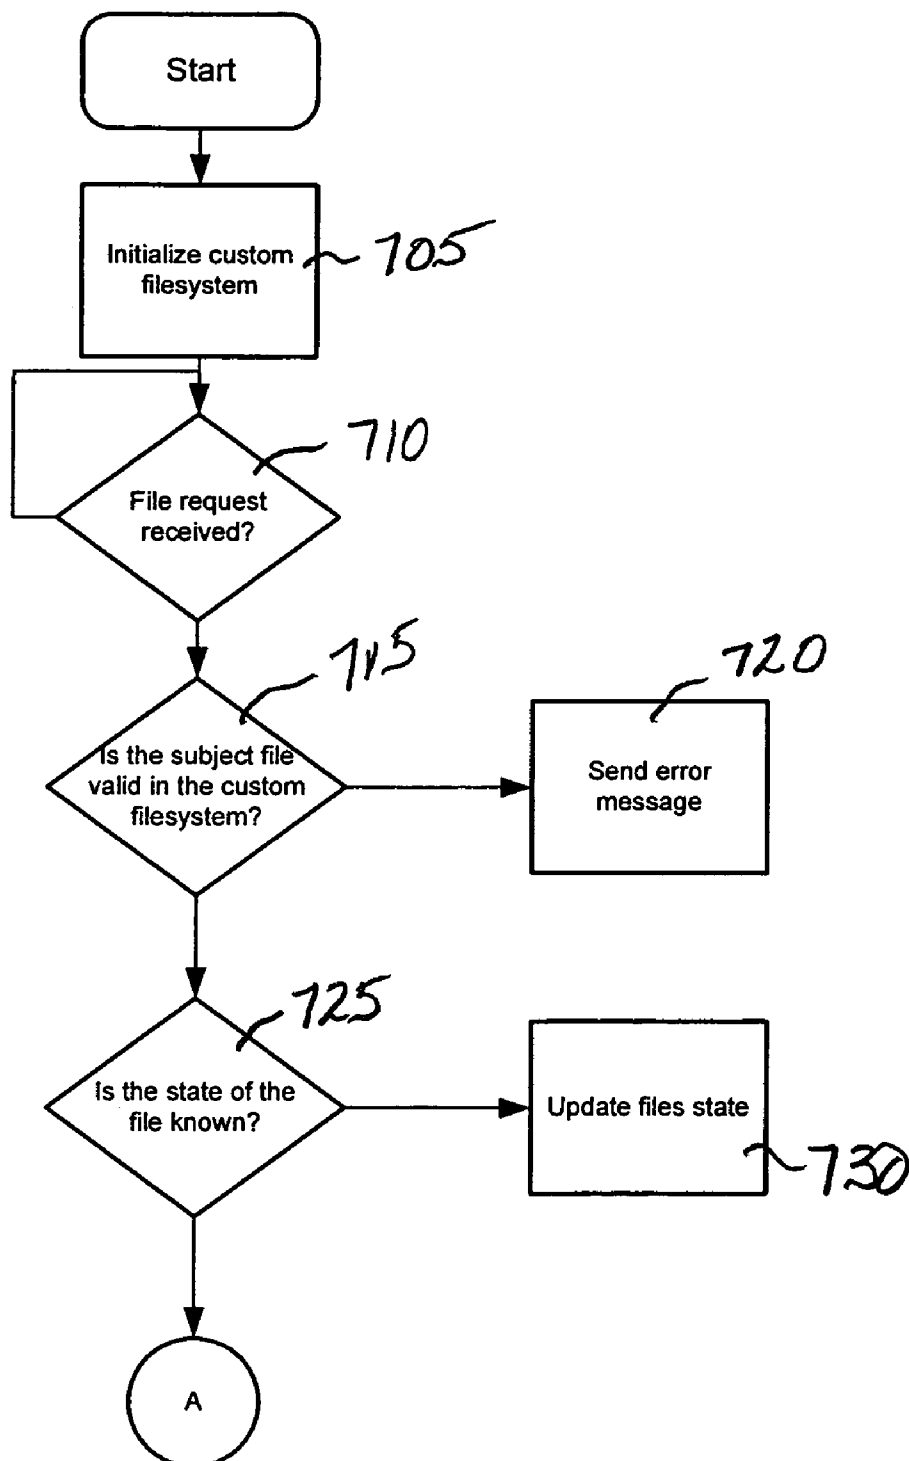 Start
Initialize custom
filesystem
705
710
File request
received?
715
Is the subject file
valid in the custom
filesystem?
720
Send error
message
725
Is the state of the
file known?
Update files state
730
A